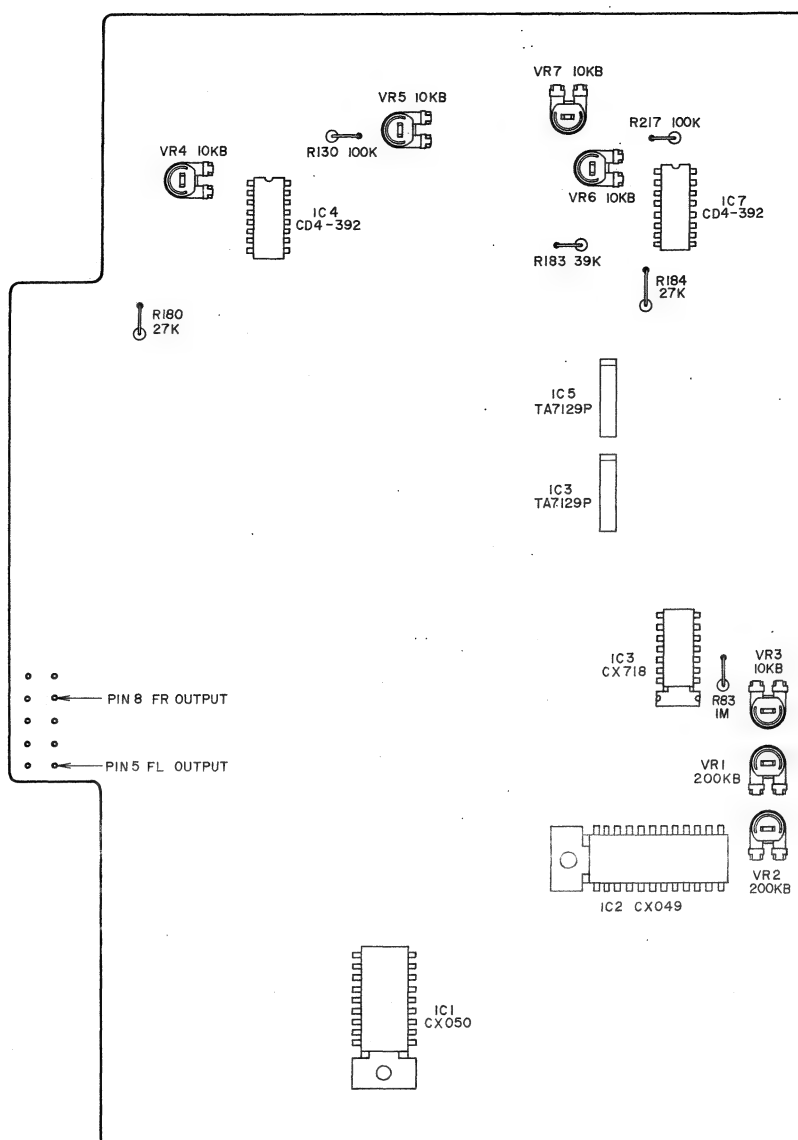 VR7 10KB
VR5 10KB
R217 100K
R130 100K
VR4 10KB
VR6 10KB
IC7
CD4-392
IC4
CD4-392
R183 39K
R184
27K
R180
27K
IC5
TA7129P
IC3
TA7129P
IC3
CX718
VR3
10KB
R83
1M
PIN 8 FR OUTPUT
PIN 5 FL OUTPUT
VR1
200KB
VR2
200KB
IC2 CX049
IC1
CX050